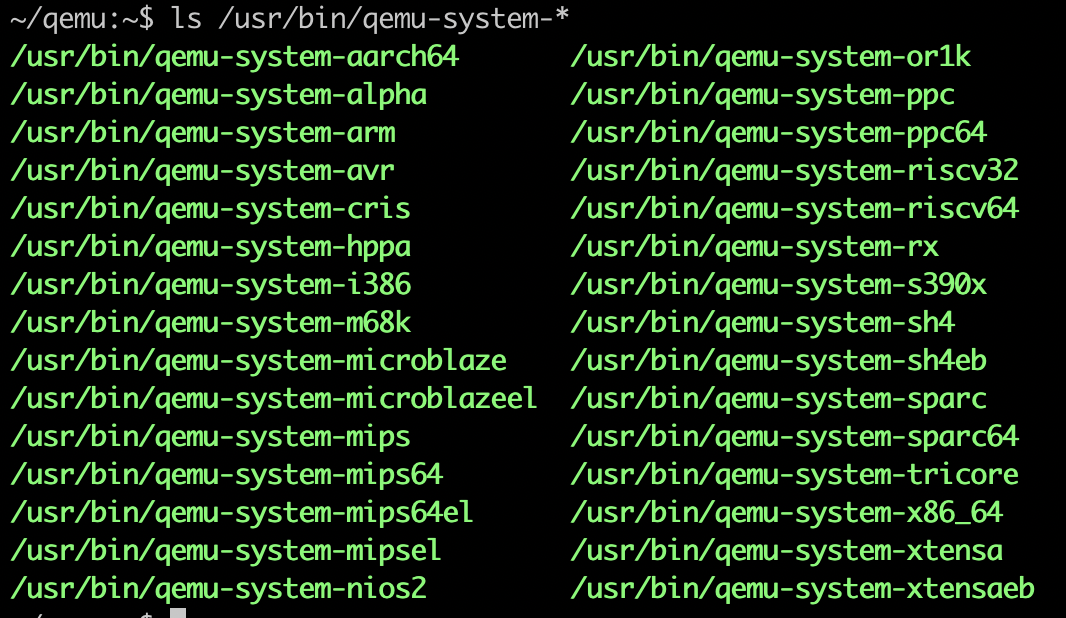 ~/qemu:~$ ls /usr/bin/qemu-system-*
/usr/bin/qemu-system-aarch64 /usr/bin/qemu-system-or1k
/usr/bin/qemu-system-alpha /usr/bin/qemu-system-ppc
/usr/bin/qemu-system-arm /usr/bin/qemu-system-ppc64
/usr/bin/qemu-system-avr /usr/bin/qemu-system-riscv32
/usr/bin/qemu-system-cris /usr/bin/qemu-system-riscv64
/usr/bin/qemu-system-hppa /usr/bin/qemu-system-rx
/usr/bin/qemu-system-i386 /usr/bin/qemu-system-s390x
/usr/bin/qemu-system-m68k /usr/bin/qemu-system-sh4
/usr/bin/qemu-system-microblaze /usr/bin/qemu-system-sh4eb
/usr/bin/qemu-system-microblazeel /usr/bin/qemu-system-sparc
/usr/bin/qemu-system-mips /usr/bin/qemu-system-sparc64
/usr/bin/qemu-system-mips64 /usr/bin/qemu-system-tricore
/usr/bin/qemu-system-mips64el /usr/bin/qemu-system-x86_64
/usr/bin/qemu-system-mipsel /usr/bin/qemu-system-xtensa
/usr/bin/qemu-system-nios2 /usr/bin/qemu-system-xtensaeb